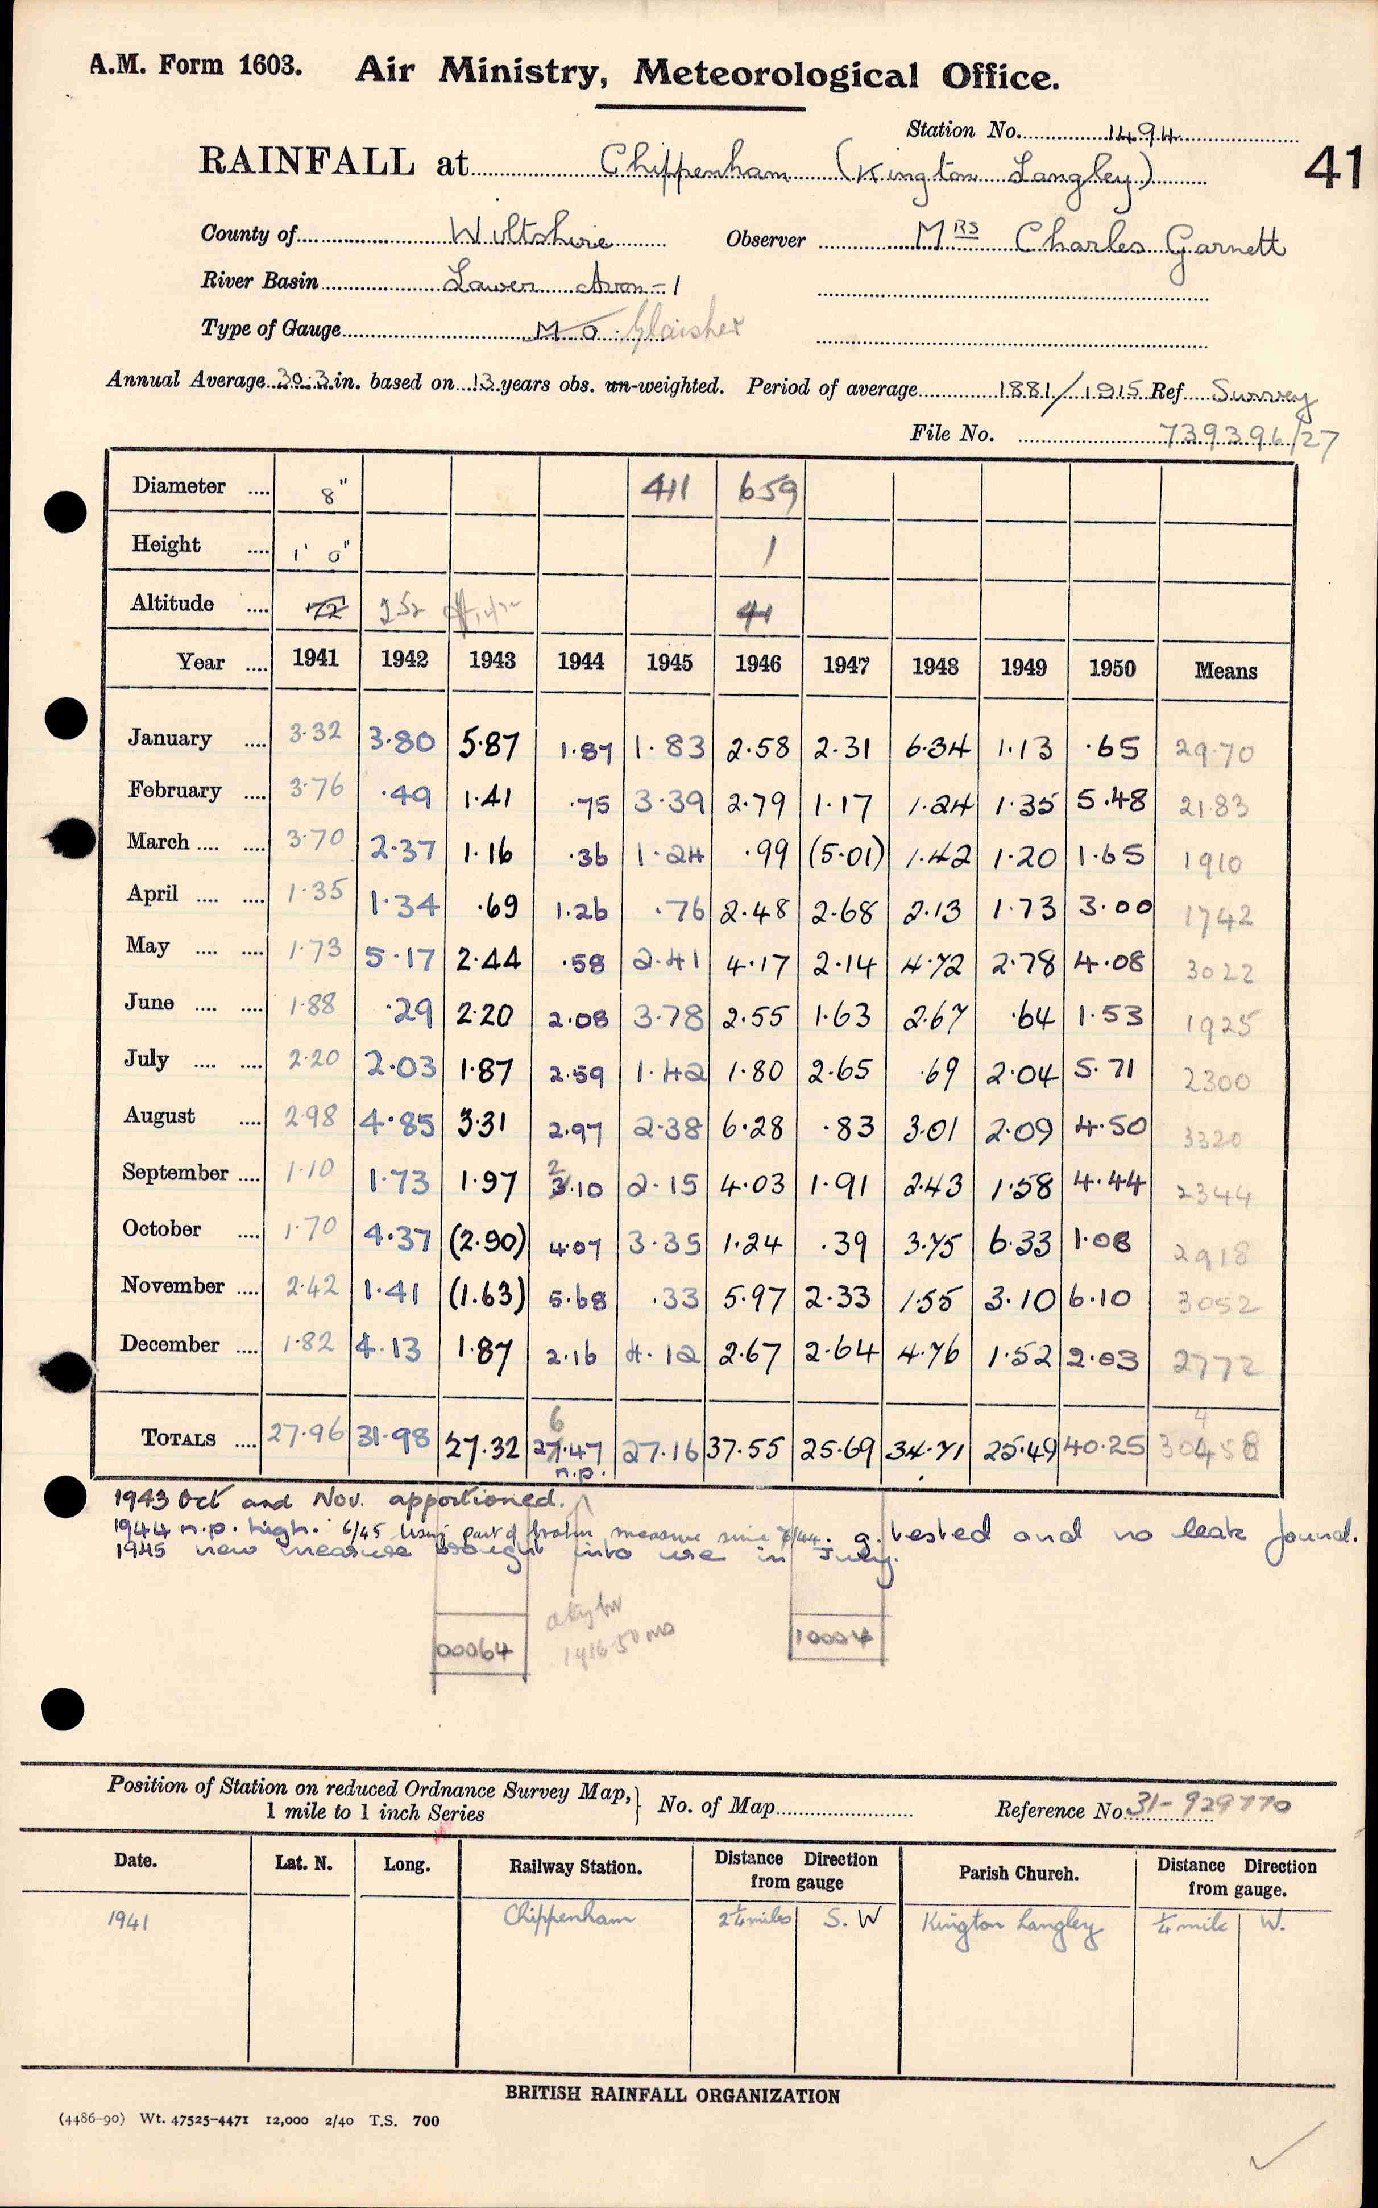 A.M. Form 1603. Air Ministry, Meteorological Office.
Station No. 1494
RAINFALL at Chippenham (Kington Langley) 41
County of Wiltshire Observer Mrs Charles Garnett
River Basin Lower Avon-1
Type of Gauge M O. Glaisher
Annual Average 30.3 in. based on 13 years obs. un-weighted. Period of average 1881/1915 Ref Survey
File No. 739396/27
Diameter .... 8" 411 659
Height .... 1' 0" 1
Altitude .... 72 352 41
Year .... 1941 1942 1943 1944 1945 1946 1947 1948 1949 1950 Means
January .... 3.32 3.80 5.87 1.87 1.83 2.58 2.31 6.34 1.13 .65 29.70
February .... 3.76 .49 1.41 .75 3.39 2.79 1.17 1.24 1.35 5.48 21.83
March .... .... 3.70 2.37 1.16 .36 1.24 .99 (5.01) 1.42 1.20 1.65 1910
April .... .... 1.35 1.34 .69 1.26 .76 2.48 2.68 2.13 1.73 3.00 1742
May .... .... 1.73 5.17 2.44 .58 2.41 4.17 2.14 4.72 2.78 4.08 3022
June .... .... 1.88 .29 2.20 2.08 3.78 2.55 1.63 2.67 .64 1.53 1925
July .... .... 2.20 2.03 1.87 2.59 1.42 1.80 2.65 .69 2.04 5.71 2300
August .... 2.98 4.85 3.31 2.97 2.38 6.28 .83 3.01 2.09 4.50 3320
September .... 1.10 1.73 1.97 2 3.10 2.15 4.03 1.91 2.43 1.58 4.44 2344
October .... 1.70 4.37 (2.90) 4.07 3.35 1.24 .39 3.75 6.33 1.08 2918
November .... 2.42 1.41 (1.63) 5.68 .33 5.97 2.33 1.55 3.10 6.10 3052
December .... 1.82 4.13 1.87 2.16 4.12 2.67 2.64 4.76 1.52 2.03 2772
6 4
TOTALS .... 27.96 31.98 27.32 27.47 27.16 37.55 25.69 34.71 25.49 40.25 30458
n.p.
1943 Oct and Nov. apportioned.
1944 n.p. high. 6/45 Using part of broken measure since 7/44. g. tested and no leak found.
1945 new measure brought into use in July.
00064 10004
1916-50
Position of Station on reduced Ordnance Survey Map,
1 mile to 1 inch Series } No. of Map Reference No. 31-929770
Date. Lat. N. Long. Railway Station. Distance Direction from gauge Parish Church. Distance Direction from gauge.
1941 Chippenham 2¼ miles S.W Kington Langley ¼ mile W.
BRITISH RAINFALL ORGANIZATION
(4486-90) Wt. 47525-4471 12,000 2/40 T.S. 700